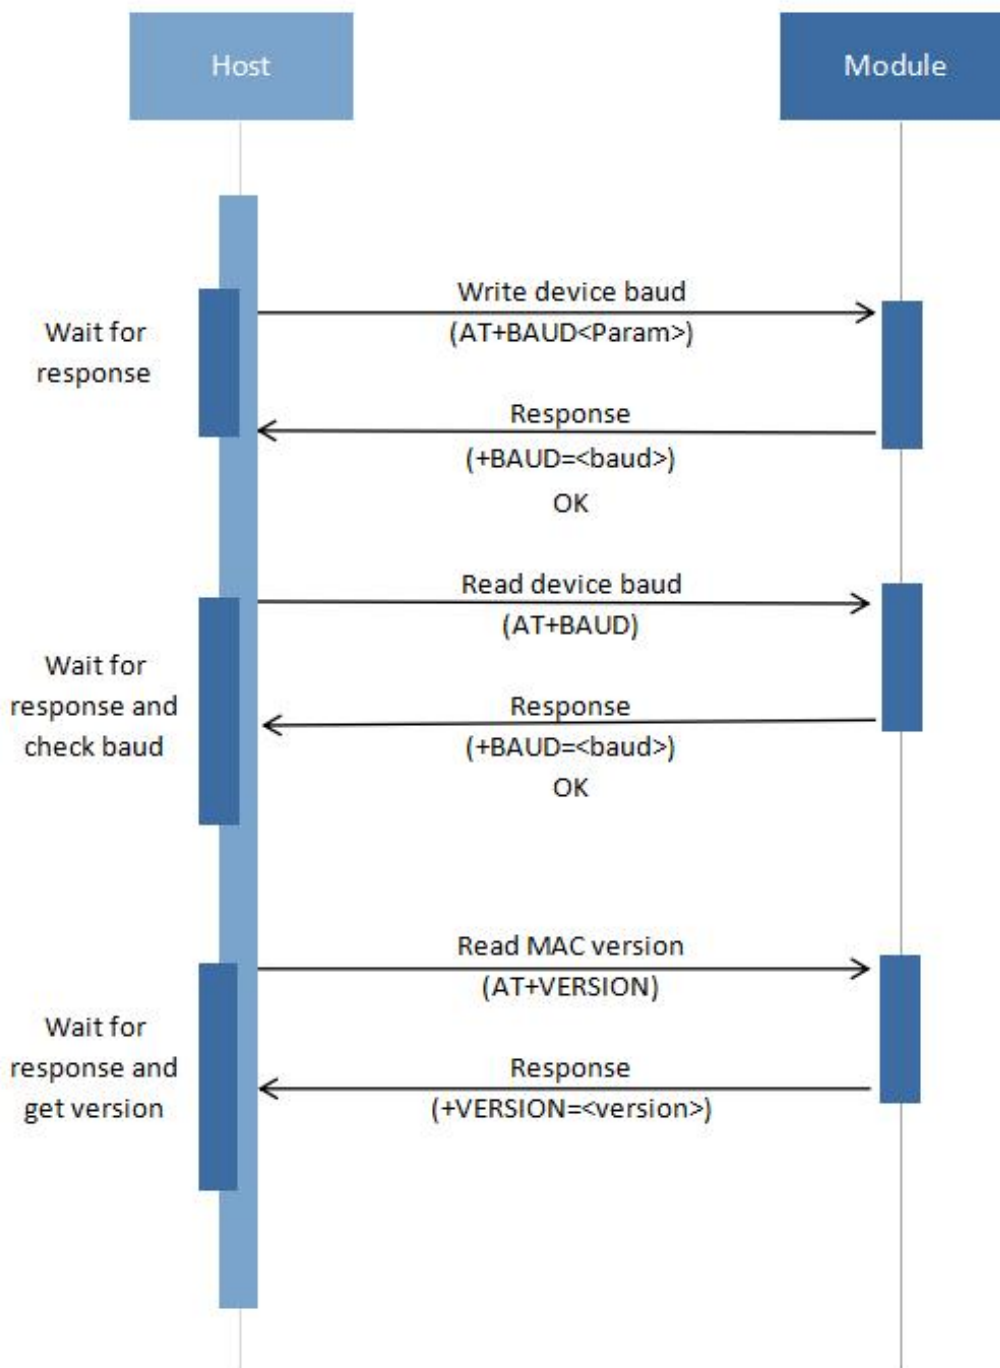 Host
Module
Write device baud
(AT+BAUD<Param>)
Wait for
response
Response
(+BAUD=<baud>)
OK
Read device baud
(AT+BAUD)
Wait for
response and
check baud
Response
(+BAUD=<baud>)
OK
Read MAC version
(AT+VERSION)
Wait for
response and
get version
Response
(+VERSION=<version>)